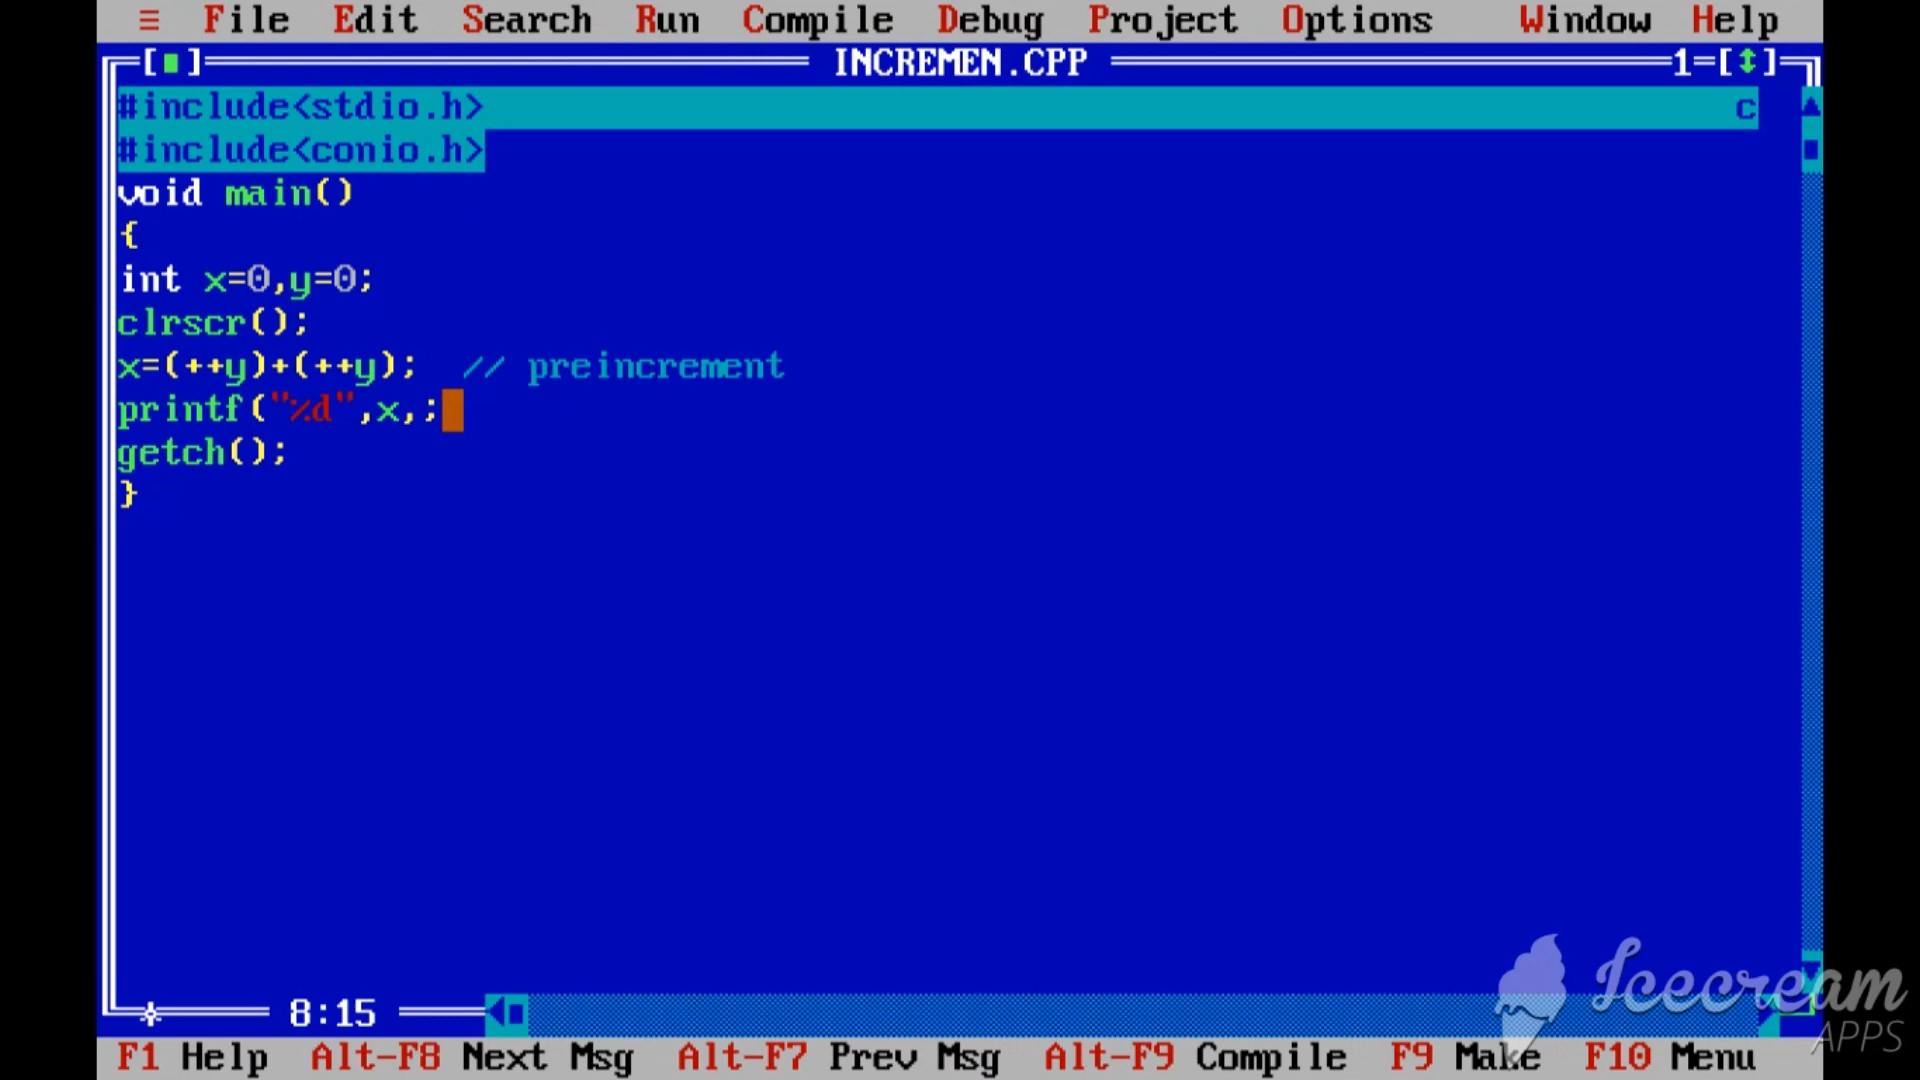 ≡ File Edit Search Run Compile Debug Project Options Window Help
[■] INCREMEN.CPP 1=[↕]
#include<stdio.h> c
#include<conio.h>
void main()
{
int x=0,y=0;
clrscr();
x=(++y)+(++y);  // preincrement
printf("%d",x,;
getch();
}
8:15
Icecream
APPS
F1 Help Alt-F8 Next Msg Alt-F7 Prev Msg Alt-F9 Compile F9 Make F10 Menu